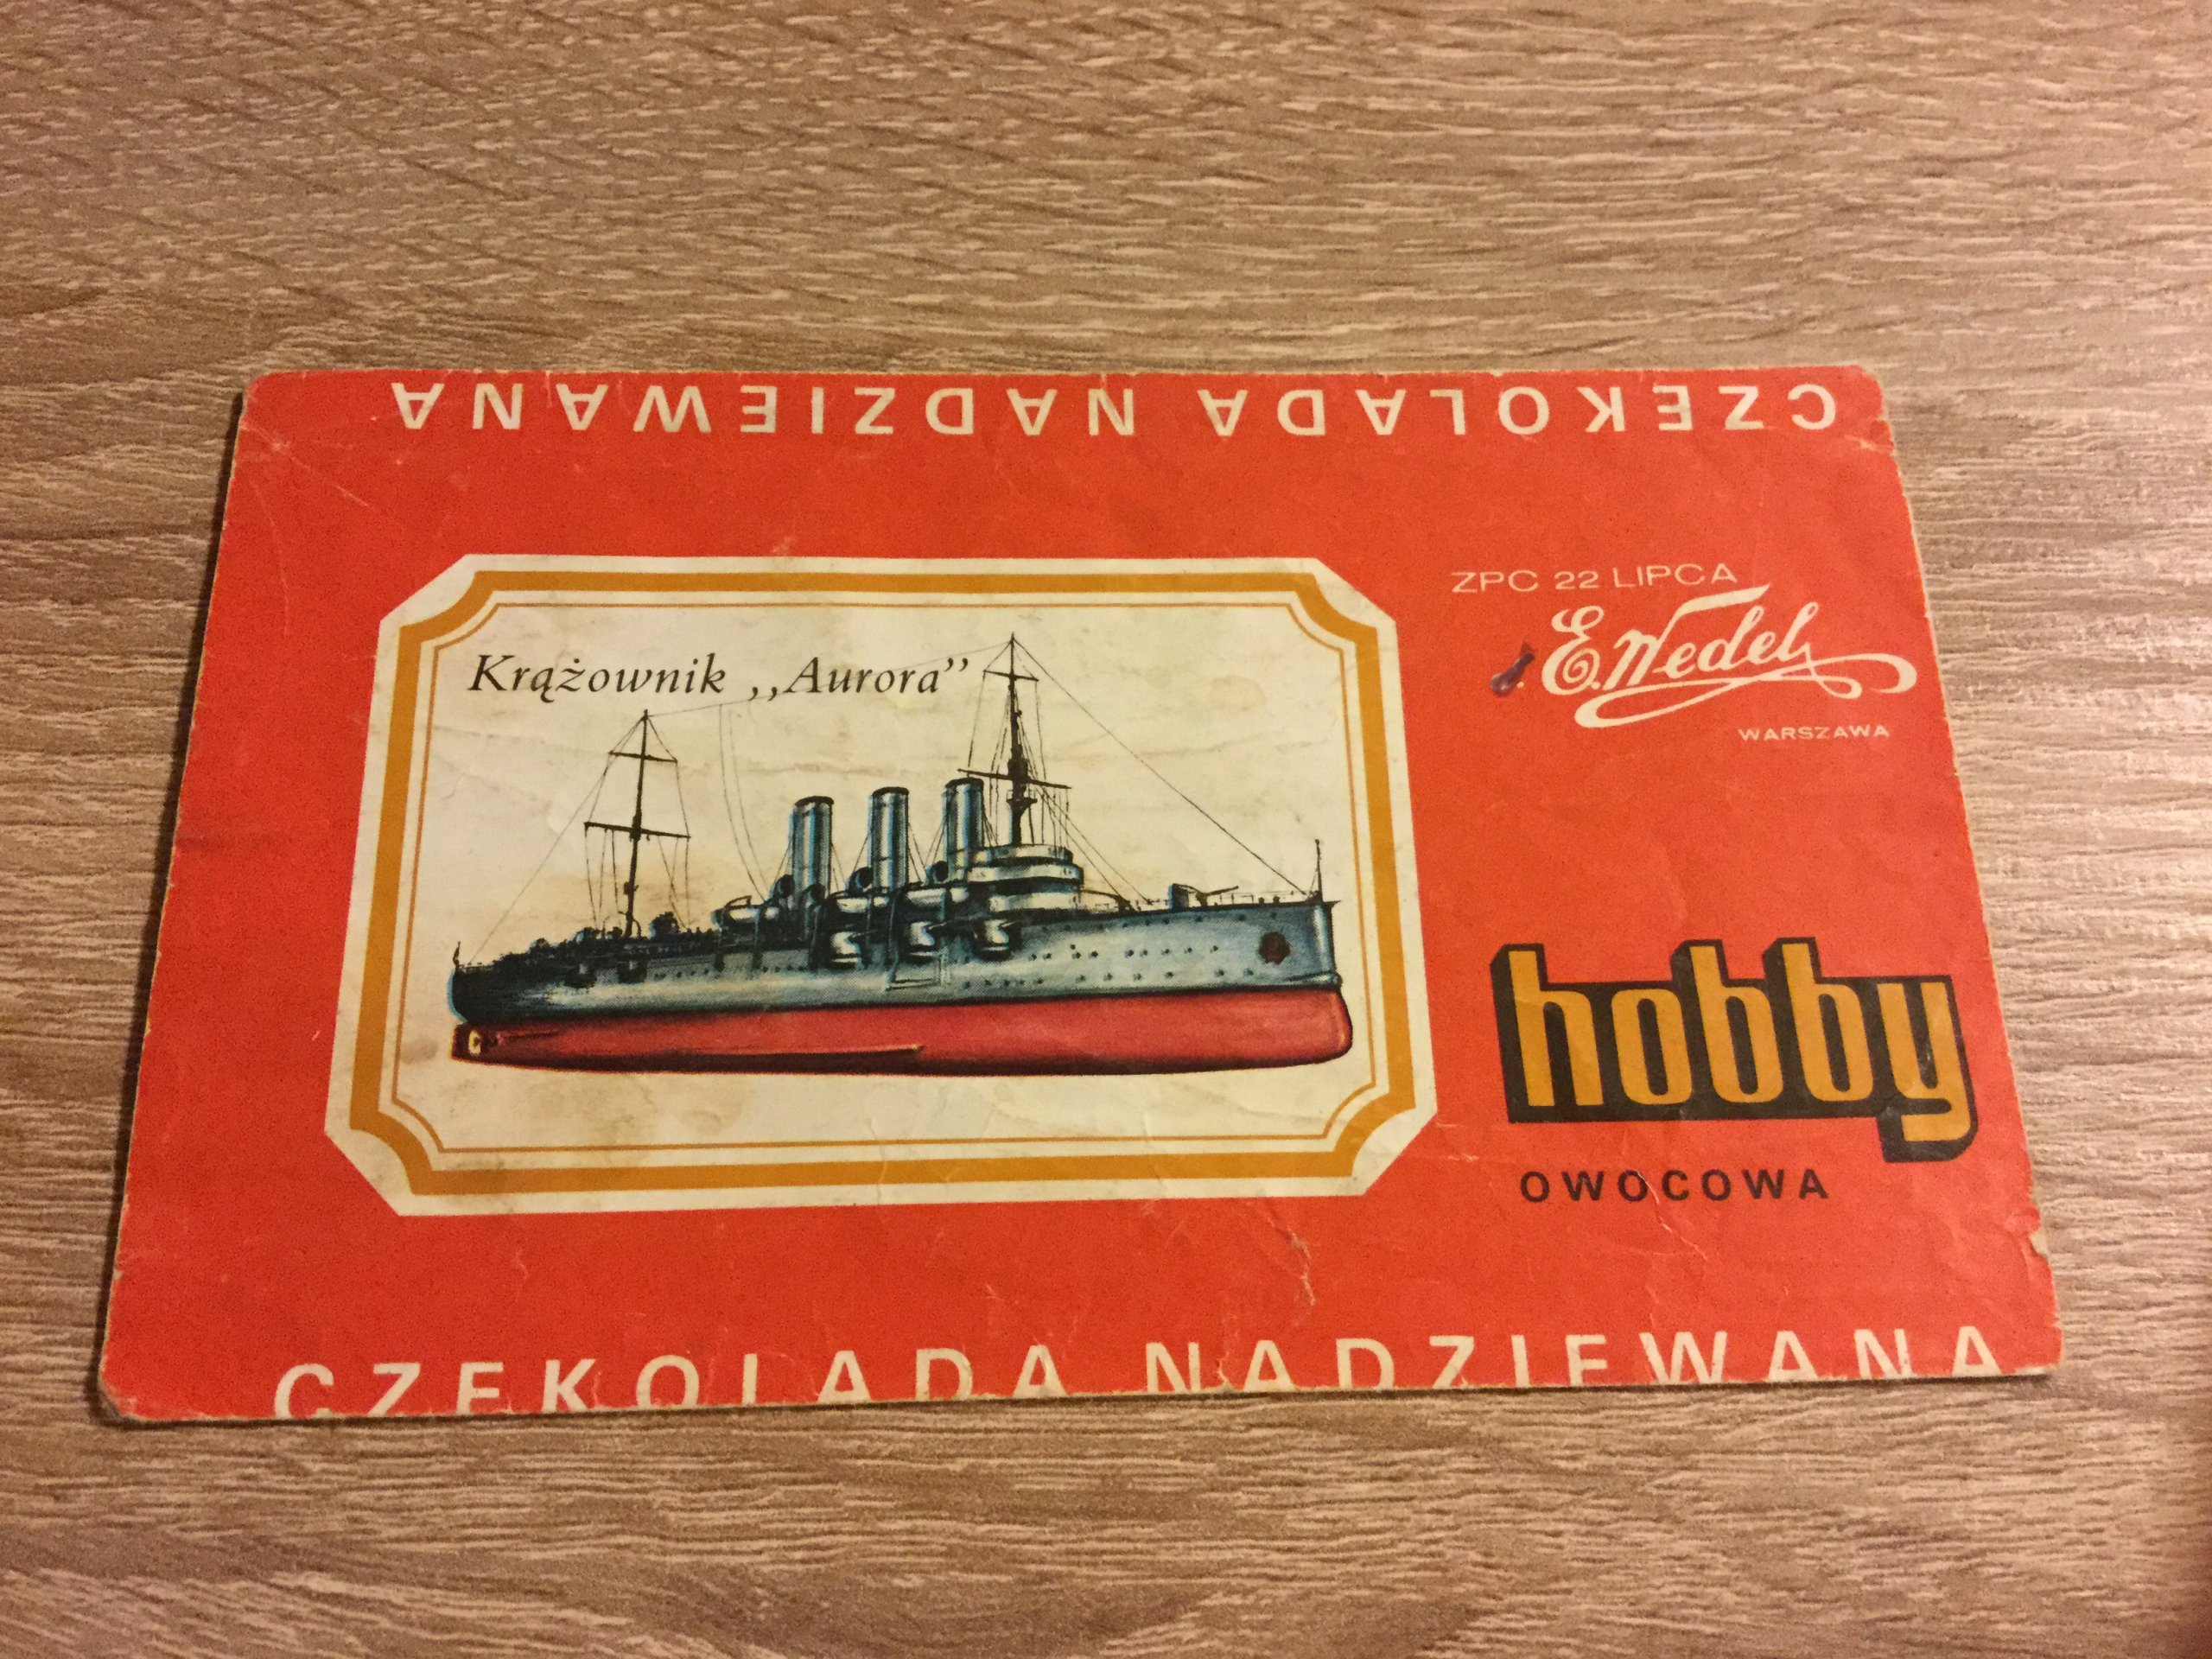 CZEKOLADA NADZIEWANA
ZPC 22 LIPCA
d. E.Wedel
WARSZAWA
Krążownik ,,Aurora”
hobby
OWOCOWA
CZEKOLADA NADZIEWANA